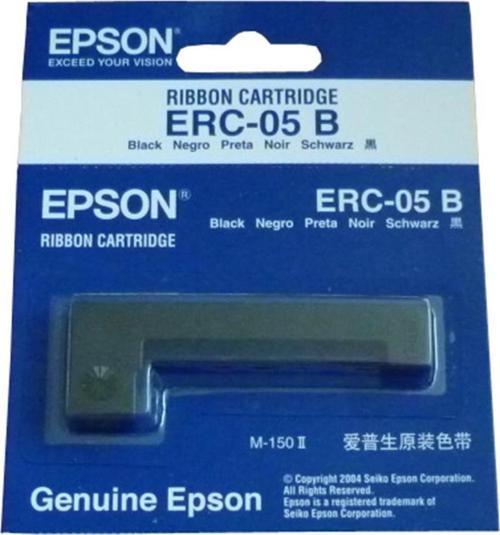 EPSON®
EXCEED YOUR VISION
RIBBON CARTRIDGE
ERC-05 B
Black Negro Preta Noir Schwarz 黒
EPSON®
RIBBON CARTRIDGE
ERC-05 B
Black Negro Preta Noir Schwarz 黒
M-150 II
爱普生原装色带
Genuine Epson
© Copyright 2004 Seiko Epson Corporation.
All Rights Reserved.
Epson is a registered trademark of
Seiko Epson Corporation.